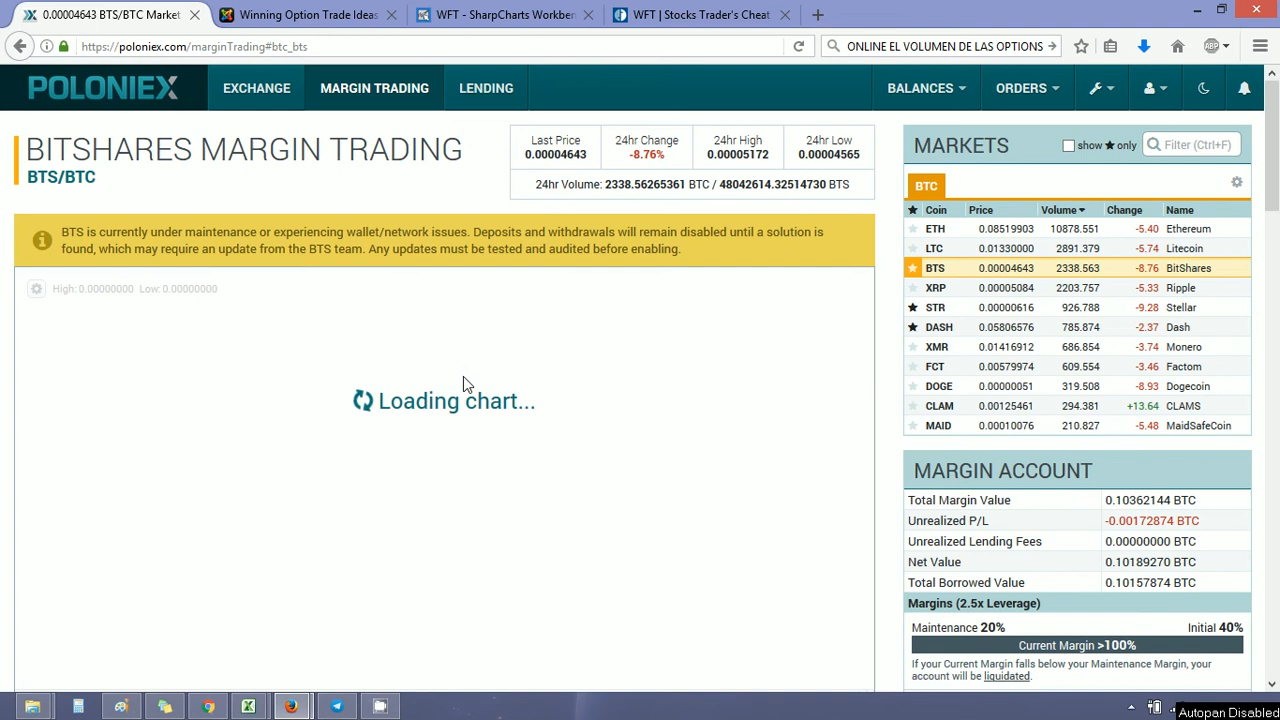 0.00004643 BTS/BTC Market
Winning Option Trade Ideas
WFT - SharpCharts Workben
WFT | Stocks Trader's Cheat
https://poloniex.com/marginTrading#btc_bts
ONLINE EL VOLUMEN DE LAS OPTIONS
ABP
POLONIEX
EXCHANGE
MARGIN TRADING
LENDING
BALANCES
ORDERS
BITSHARES MARGIN TRADING
BTS/BTC
Last Price
0.00004643
24hr Change
-8.76%
24hr High
0.00005172
24hr Low
0.00004565
24hr Volume: 2338.56265361 BTC / 48042614.32514730 BTS
BTS is currently under maintenance or experiencing wallet/network issues. Deposits and withdrawals will remain disabled until a solution is
found, which may require an update from the BTS team. Any updates must be tested and audited before enabling.
High: 0.00000000 Low: 0.00000000
Loading chart...
MARKETS
show ★ only
Filter (Ctrl+F)
BTC
★ Coin Price Volume Change Name
ETH 0.08519903 10878.551 -5.40 Ethereum
LTC 0.01330000 2891.379 -5.74 Litecoin
BTS 0.00004643 2338.563 -8.76 BitShares
XRP 0.00005084 2203.757 -5.33 Ripple
STR 0.00000616 926.788 -9.28 Stellar
DASH 0.05806576 785.874 -2.37 Dash
XMR 0.01416912 686.854 -3.74 Monero
FCT 0.00579974 609.554 -3.46 Factom
DOGE 0.00000051 319.508 -8.93 Dogecoin
CLAM 0.00125461 294.381 +13.64 CLAMS
MAID 0.00010076 210.827 -5.48 MaidSafeCoin
MARGIN ACCOUNT
Total Margin Value 0.10362144 BTC
Unrealized P/L -0.00172874 BTC
Unrealized Lending Fees 0.00000000 BTC
Net Value 0.10189270 BTC
Total Borrowed Value 0.10157874 BTC
Margins (2.5x Leverage)
Maintenance 20% Initial 40%
Current Margin >100%
If your Current Margin falls below your Maintenance Margin, your
account will be liquidated.
Autopan Disabled